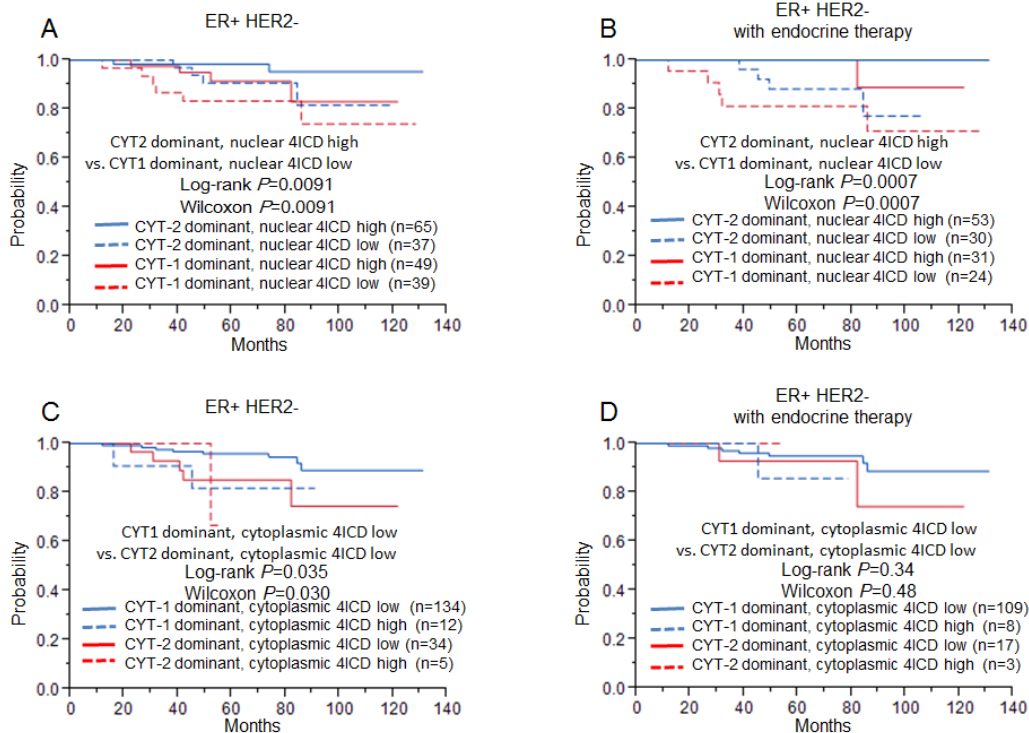 A
ER+ HER2-
Probability
1.0
0.8
0.6
0.4
0.2
0.0
CYT2 dominant, nuclear 4ICD high
vs. CYT1 dominant, nuclear 4ICD low
Log-rank P=0.0091
Wilcoxon P=0.0091
CYT-2 dominant, nuclear 4ICD high (n=65)
CYT-2 dominant, nuclear 4ICD low (n=37)
CYT-1 dominant, nuclear 4ICD high (n=49)
CYT-1 dominant, nuclear 4ICD low (n=39)
0 20 40 60 80 100 120 140
Months
B
ER+ HER2-
with endocrine therapy
Probability
1.0
0.8
0.6
0.4
0.2
0.0
CYT2 dominant, nuclear 4ICD high
vs. CYT1 dominant, nuclear 4ICD low
Log-rank P=0.0007
Wilcoxon P=0.0007
CYT-2 dominant, nuclear 4ICD high (n=53)
CYT-2 dominant, nuclear 4ICD low (n=30)
CYT-1 dominant, nuclear 4ICD high (n=31)
CYT-1 dominant, nuclear 4ICD low (n=24)
0 20 40 60 80 100 120 140
Months
C
ER+ HER2-
Probability
1.0
0.8
0.6
0.4
0.2
0.0
CYT1 dominant, cytoplasmic 4ICD low
vs. CYT2 dominant, cytoplasmic 4ICD low
Log-rank P=0.035
Wilcoxon P=0.030
CYT-1 dominant, cytoplasmic 4ICD low (n=134)
CYT-1 dominant, cytoplasmic 4ICD high (n=12)
CYT-2 dominant, cytoplasmic 4ICD low (n=34)
CYT-2 dominant, cytoplasmic 4ICD high (n=5)
0 20 40 60 80 100 120 140
Months
D
ER+ HER2-
with endocrine therapy
Probability
1.0
0.8
0.6
0.4
0.2
0.0
CYT1 dominant, cytoplasmic 4ICD low
vs. CYT2 dominant, cytoplasmic 4ICD low
Log-rank P=0.34
Wilcoxon P=0.48
CYT-1 dominant, cytoplasmic 4ICD low (n=109)
CYT-1 dominant, cytoplasmic 4ICD high (n=8)
CYT-2 dominant, cytoplasmic 4ICD low (n=17)
CYT-2 dominant, cytoplasmic 4ICD high (n=3)
0 20 40 60 80 100 120 140
Months